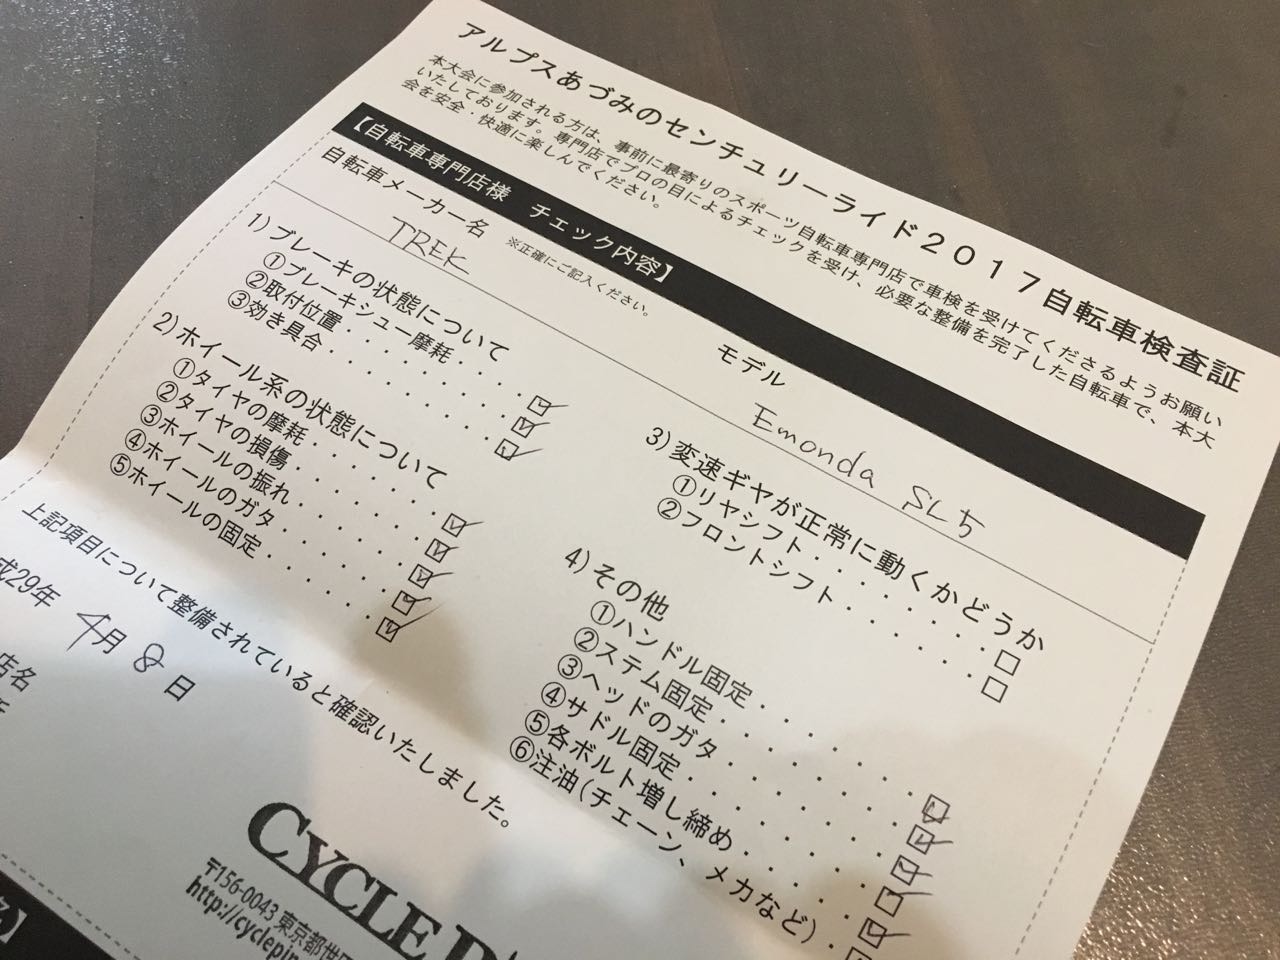 アルプスあづみのセンチュリーライド２０１７自転車検査証
本大会に参加される方は、事前に最寄りのスポーツ自転車専門店で車検を受けてくださるようお願い
いたしております。専門店でプロの目によるチェックを受け、必要な整備を完了した自転車で、本大
会を安全・快適に楽しんでください。
【自転車専門店様　チェック内容】
自転車メーカー名 ※正確にご記入ください。 モデル
TREK Emonda SL5
1)ブレーキの状態について
①ブレーキシュー摩耗.....☑
②取付位置........☑
③効き具合........☑
2)ホイール系の状態について
①タイヤの摩耗.......☑
②タイヤの損傷.......☑
③ホイールの振れ......☑
④ホイールのガタ......☑
⑤ホイールの固定......☑
3)変速ギヤが正常に動くかどうか
①リヤシフト.......□
②フロントシフト......□
4)その他
①ハンドル固定.......☑
②ステム固定........☑
③ヘッドのガタ.......☑
④サドル固定........☑
⑤各ボルト増し締め.....☑
⑥注油(チェーン、メカなど)..
上記項目について整備されていると確認いたしました。
成29年 4月 8日
店名
CYCLE
〒156-0043 東京都世
http://cyclepin